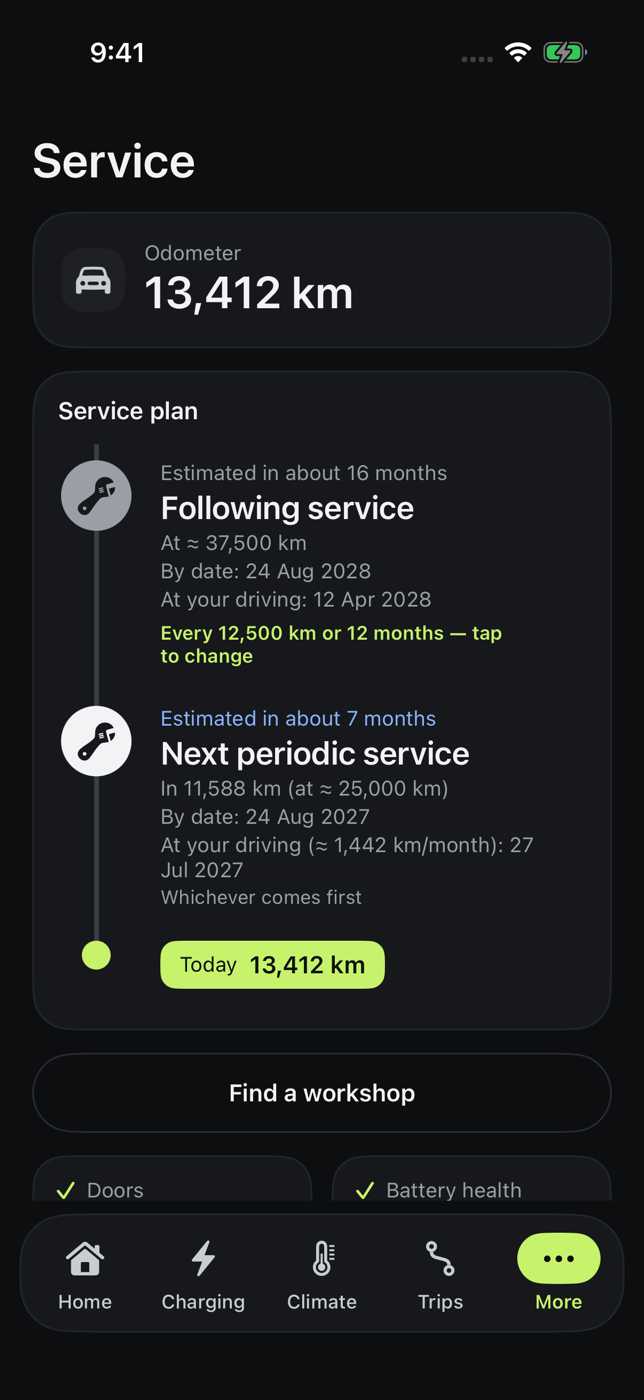 9:41
Service
Odometer
13,412 km
Service plan
Estimated in about 16 months
Following service
At ≈ 37,500 km
By date: 24 Aug 2028
At your driving: 12 Apr 2028
Every 12,500 km or 12 months — tap
to change
Estimated in about 7 months
Next periodic service
In 11,588 km (at ≈ 25,000 km)
By date: 24 Aug 2027
At your driving (≈ 1,442 km/month): 27
Jul 2027
Whichever comes first
Today 13,412 km
Find a workshop
Doors Battery health
Home Charging Climate Trips More